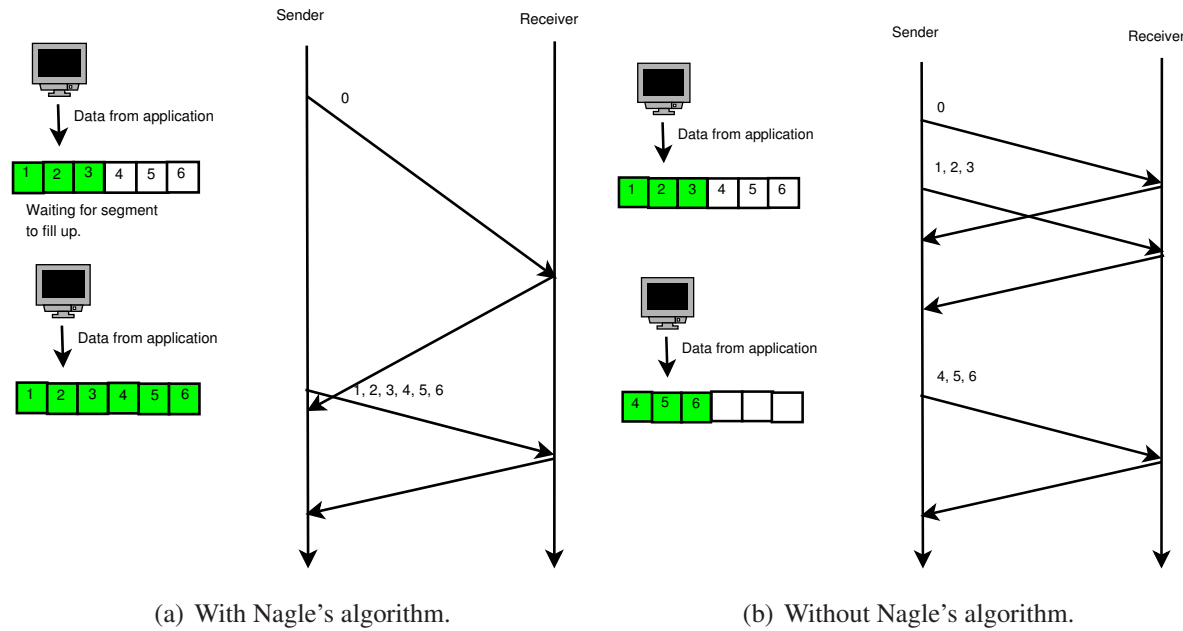 Sender
Receiver
0
Data from application
1 2 3 4 5 6
Waiting for segment
to fill up.
Data from application
1 2 3 4 5 6
1, 2, 3, 4, 5, 6
(a) With Nagle's algorithm.
Sender
Receiver
0
Data from application
1, 2, 3
1 2 3 4 5 6
Data from application
4, 5, 6
4 5 6
(b) Without Nagle's algorithm.